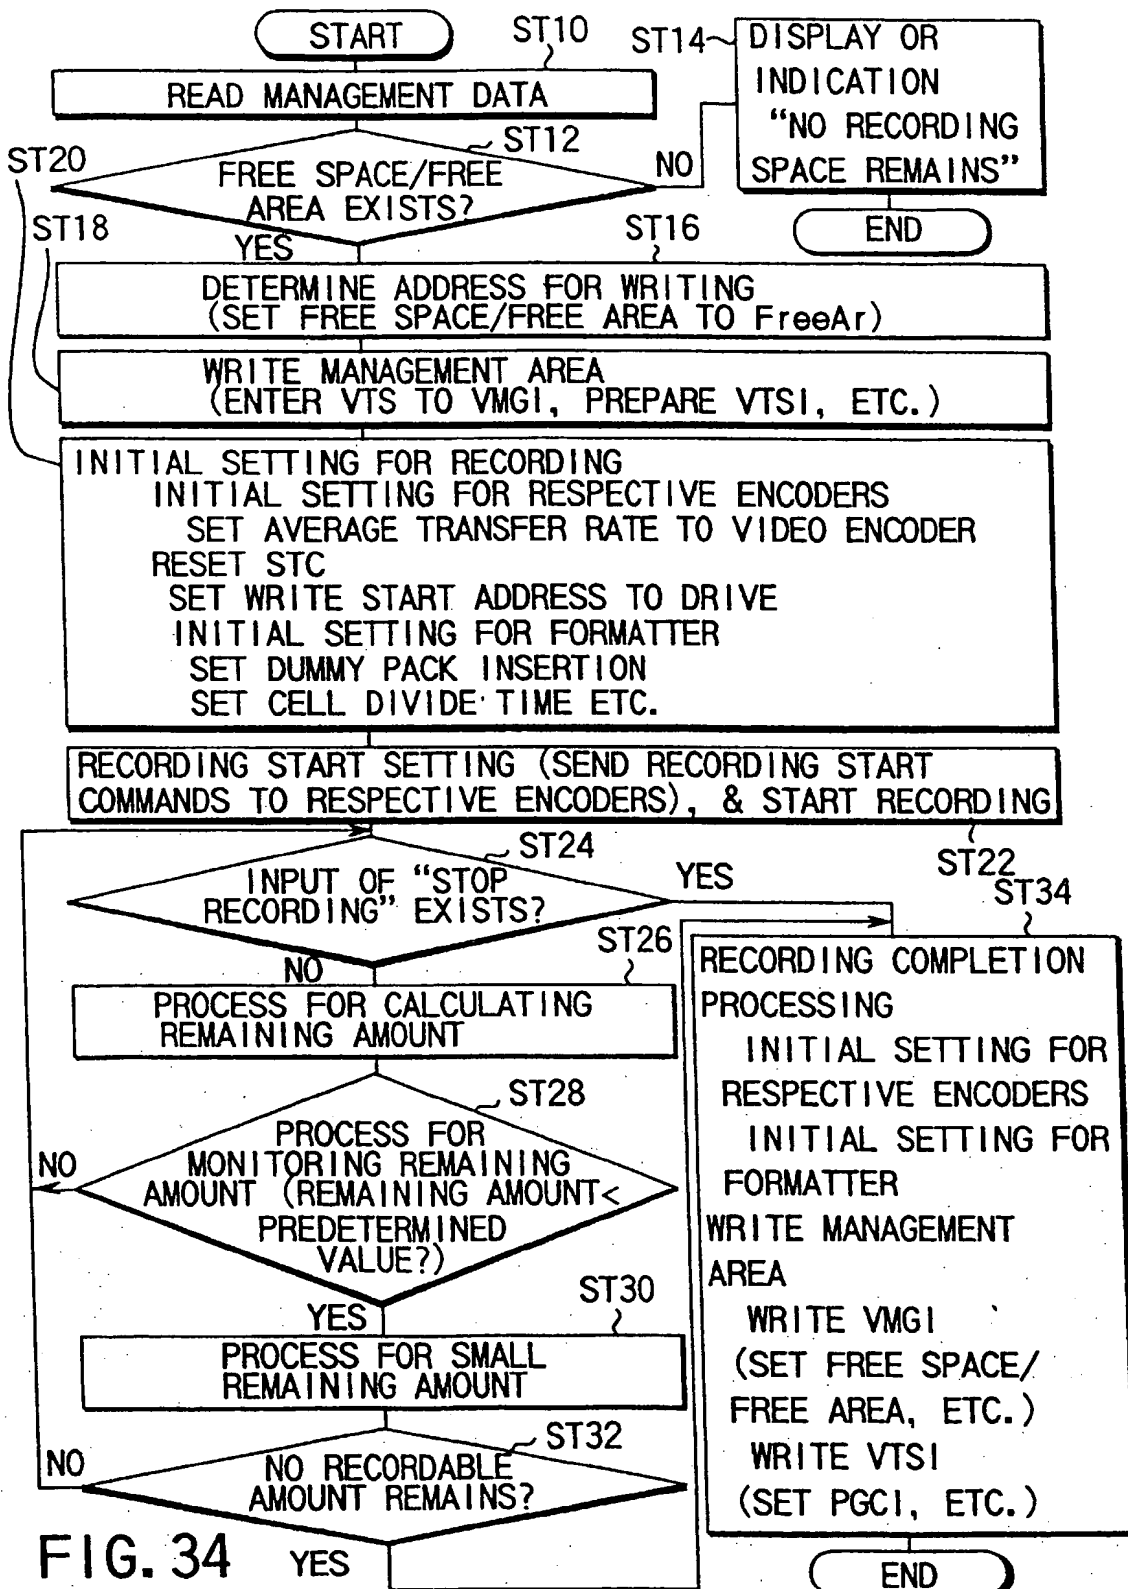 START
ST10
READ MANAGEMENT DATA
ST12
FREE SPACE/FREE
AREA EXISTS?
NO
YES
ST14
DISPLAY OR
INDICATION
“NO RECORDING
SPACE REMAINS”
END
ST20
ST18
ST16
DETERMINE ADDRESS FOR WRITING
(SET FREE SPACE/FREE AREA TO FreeAr)
WRITE MANAGEMENT AREA
(ENTER VTS TO VMGI, PREPARE VTSI, ETC.)
INITIAL SETTING FOR RECORDING
INITIAL SETTING FOR RESPECTIVE ENCODERS
SET AVERAGE TRANSFER RATE TO VIDEO ENCODER
RESET STC
SET WRITE START ADDRESS TO DRIVE
INITIAL SETTING FOR FORMATTER
SET DUMMY PACK INSERTION
SET CELL DIVIDE TIME ETC.
RECORDING START SETTING (SEND RECORDING START
COMMANDS TO RESPECTIVE ENCODERS), & START RECORDING
ST22
ST24
INPUT OF “STOP
RECORDING” EXISTS?
YES
NO
ST26
PROCESS FOR CALCULATING
REMAINING AMOUNT
ST28
PROCESS FOR
MONITORING REMAINING
AMOUNT (REMAINING AMOUNT<
PREDETERMINED
VALUE?)
NO
YES
ST30
PROCESS FOR SMALL
REMAINING AMOUNT
ST32
NO RECORDABLE
AMOUNT REMAINS?
NO
YES
ST34
RECORDING COMPLETION
PROCESSING
INITIAL SETTING FOR
RESPECTIVE ENCODERS
INITIAL SETTING FOR
FORMATTER
WRITE MANAGEMENT
AREA
WRITE VMGI
(SET FREE SPACE/
FREE AREA, ETC.)
WRITE VTSI
(SET PGCI, ETC.)
END
FIG. 34